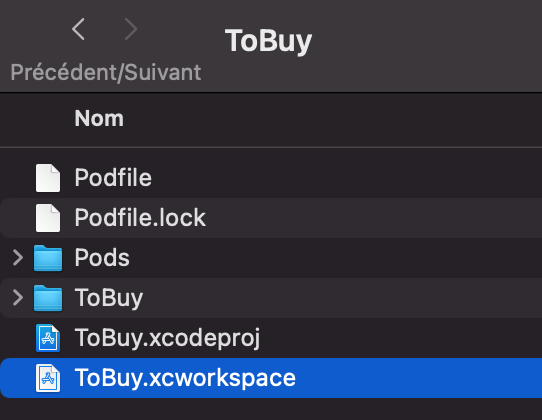 ToBuy
Précédent/Suivant
Nom
Podfile
Podfile.lock
Pods
ToBuy
ToBuy.xcodeproj
ToBuy.xcworkspace